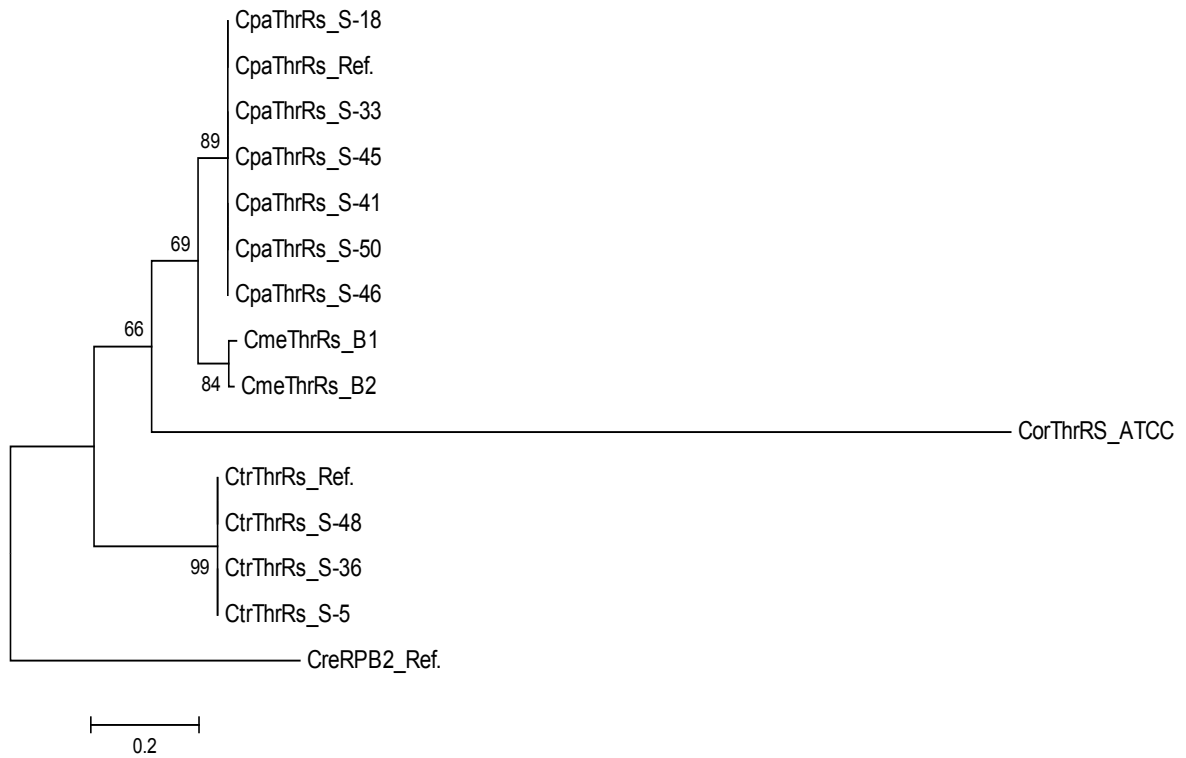 CpaThrRs_S-18
CpaThrRs_Ref.
CpaThrRs_S-33
89
CpaThrRs_S-45
CpaThrRs_S-41
69
CpaThrRs_S-50
CpaThrRs_S-46
66
CmeThrRs_B1
84
CmeThrRs_B2
CorThrRS_ATCC
CtrThrRs_Ref.
CtrThrRs_S-48
99
CtrThrRs_S-36
CtrThrRs_S-5
CreRPB2_Ref.
0.2